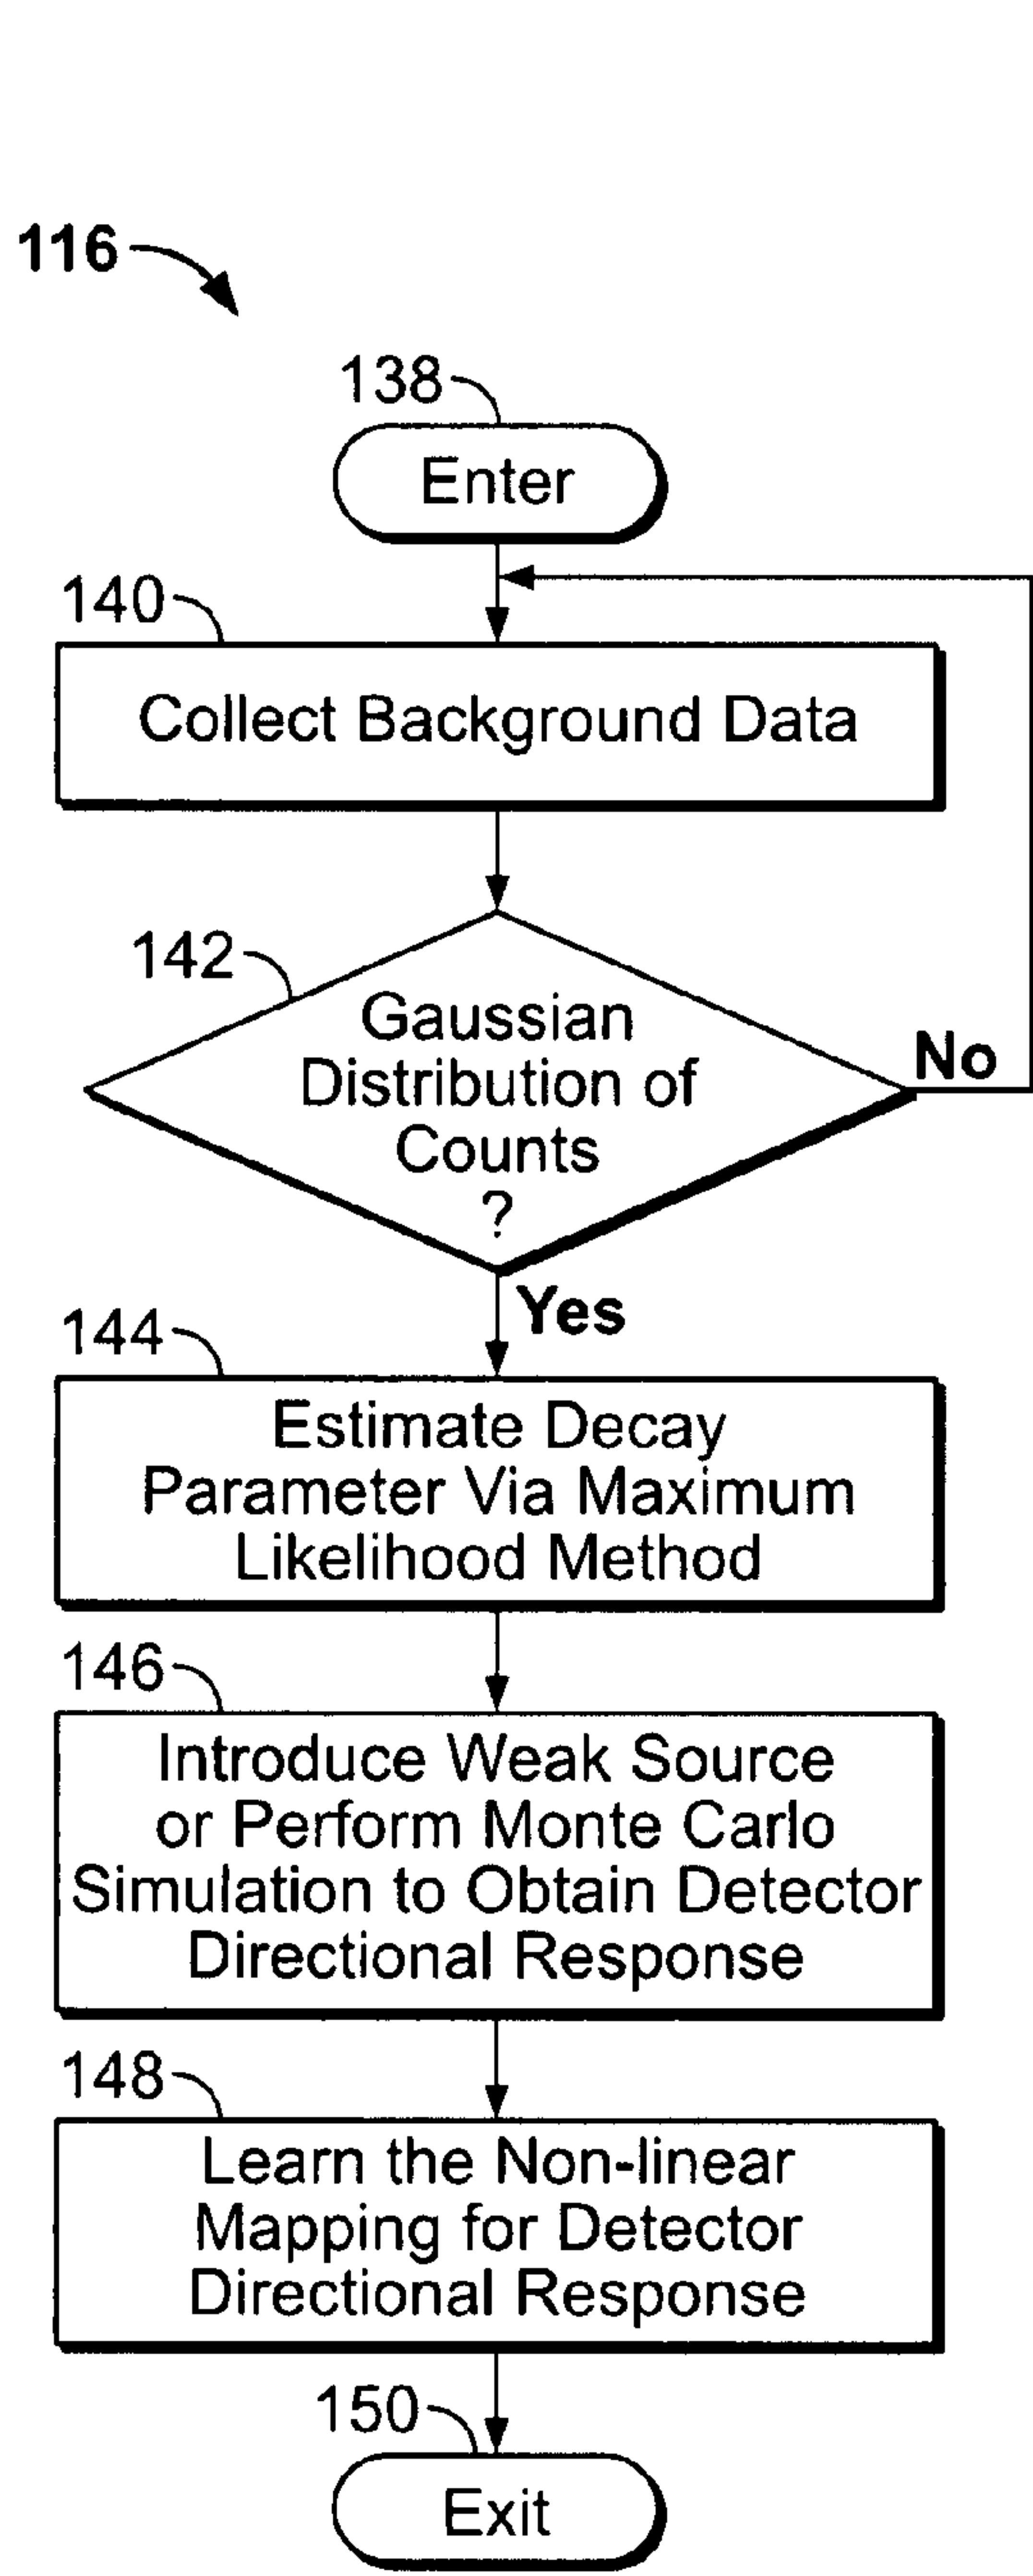 116
138
Enter
140
Collect Background Data
142
Gaussian
Distribution of
Counts
?
No
Yes
144
Estimate Decay
Parameter Via Maximum
Likelihood Method
146
Introduce Weak Source
or Perform Monte Carlo
Simulation to Obtain Detector
Directional Response
148
Learn the Non-linear
Mapping for Detector
Directional Response
150
Exit